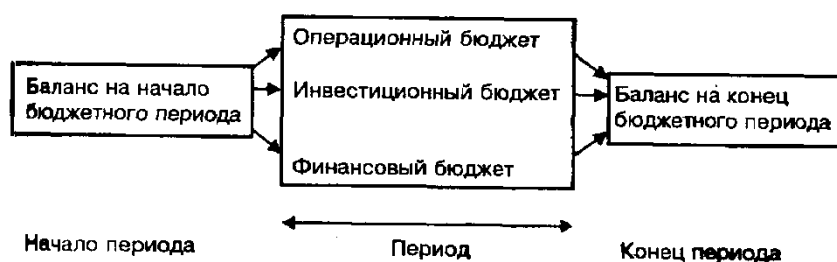 Операционный бюджет
Баланс на начало
бюджетного периода
Инвестиционный бюджет
Баланс на конец
бюджетного периода
Финансовый бюджет
Начало периода
Период
Конец периода